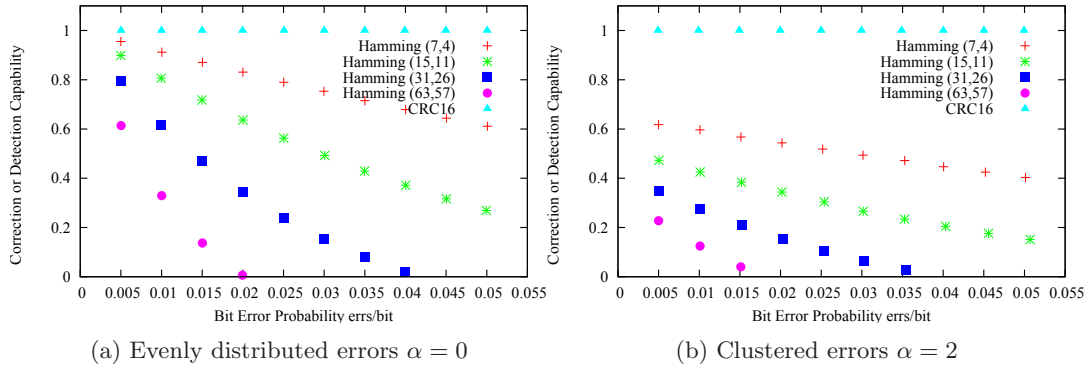 Correction or Detection Capability
1
0.8
0.6
0.4
0.2
0
Hamming (7,4)
Hamming (15,11)
Hamming (31,26)
Hamming (63,57)
CRC16
0 0.005 0.01 0.015 0.02 0.025 0.03 0.035 0.04 0.045 0.05 0.055
Bit Error Probability errs/bit
(a) Evenly distributed errors α = 0
Correction or Detection Capability
1
0.8
0.6
0.4
0.2
0
Hamming (7,4)
Hamming (15,11)
Hamming (31,26)
Hamming (63,57)
CRC16
0 0.005 0.01 0.015 0.02 0.025 0.03 0.035 0.04 0.045 0.05 0.055
Bit Error Probability errs/bit
(b) Clustered errors α = 2